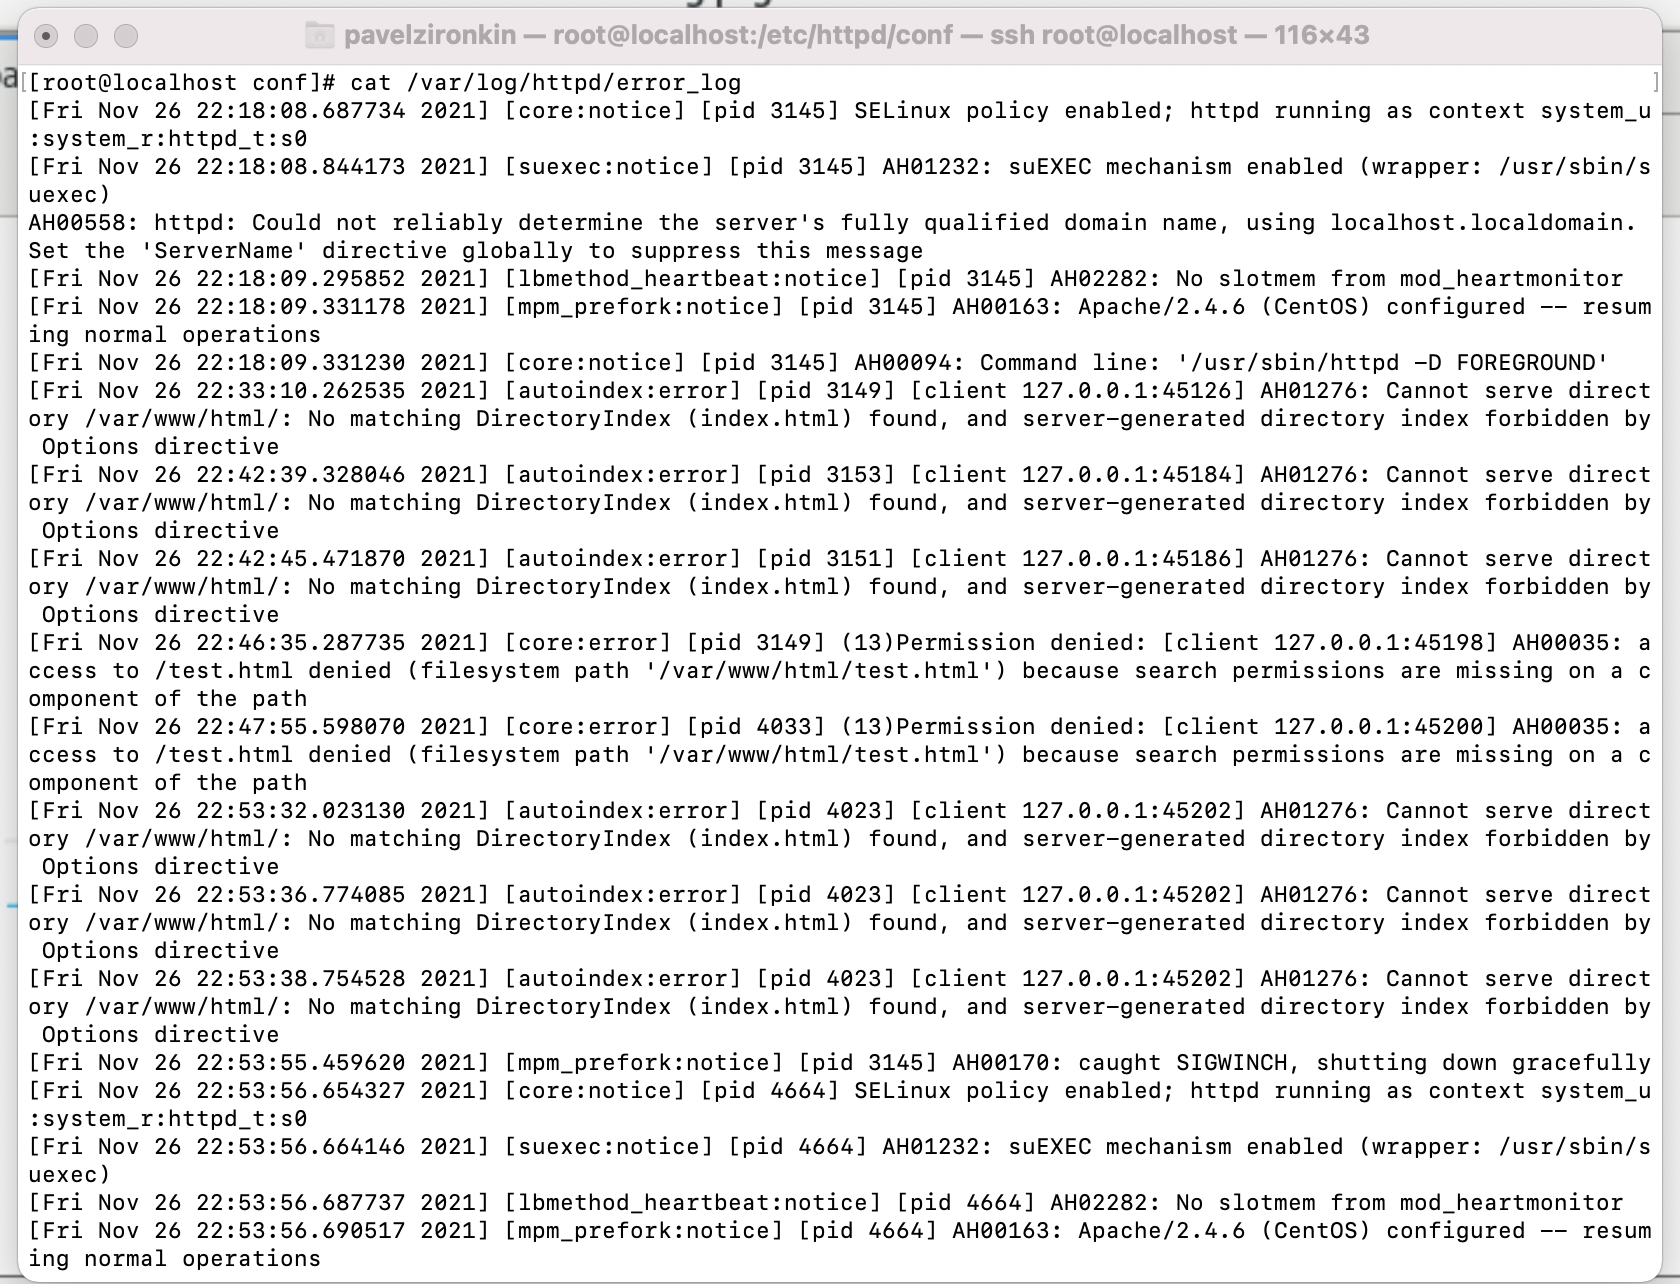 pavelzironkin — root@localhost:/etc/httpd/conf — ssh root@localhost — 116×43
[[root@localhost conf]# cat /var/log/httpd/error_log ]
[Fri Nov 26 22:18:08.687734 2021] [core:notice] [pid 3145] SELinux policy enabled; httpd running as context system_u
:system_r:httpd_t:s0
[Fri Nov 26 22:18:08.844173 2021] [suexec:notice] [pid 3145] AH01232: suEXEC mechanism enabled (wrapper: /usr/sbin/s
uexec)
AH00558: httpd: Could not reliably determine the server's fully qualified domain name, using localhost.localdomain.
Set the 'ServerName' directive globally to suppress this message
[Fri Nov 26 22:18:09.295852 2021] [lbmethod_heartbeat:notice] [pid 3145] AH02282: No slotmem from mod_heartmonitor
[Fri Nov 26 22:18:09.331178 2021] [mpm_prefork:notice] [pid 3145] AH00163: Apache/2.4.6 (CentOS) configured -- resum
ing normal operations
[Fri Nov 26 22:18:09.331230 2021] [core:notice] [pid 3145] AH00094: Command line: '/usr/sbin/httpd -D FOREGROUND'
[Fri Nov 26 22:33:10.262535 2021] [autoindex:error] [pid 3149] [client 127.0.0.1:45126] AH01276: Cannot serve direct
ory /var/www/html/: No matching DirectoryIndex (index.html) found, and server-generated directory index forbidden by
 Options directive
[Fri Nov 26 22:42:39.328046 2021] [autoindex:error] [pid 3153] [client 127.0.0.1:45184] AH01276: Cannot serve direct
ory /var/www/html/: No matching DirectoryIndex (index.html) found, and server-generated directory index forbidden by
 Options directive
[Fri Nov 26 22:42:45.471870 2021] [autoindex:error] [pid 3151] [client 127.0.0.1:45186] AH01276: Cannot serve direct
ory /var/www/html/: No matching DirectoryIndex (index.html) found, and server-generated directory index forbidden by
 Options directive
[Fri Nov 26 22:46:35.287735 2021] [core:error] [pid 3149] (13)Permission denied: [client 127.0.0.1:45198] AH00035: a
ccess to /test.html denied (filesystem path '/var/www/html/test.html') because search permissions are missing on a c
omponent of the path
[Fri Nov 26 22:47:55.598070 2021] [core:error] [pid 4033] (13)Permission denied: [client 127.0.0.1:45200] AH00035: a
ccess to /test.html denied (filesystem path '/var/www/html/test.html') because search permissions are missing on a c
omponent of the path
[Fri Nov 26 22:53:32.023130 2021] [autoindex:error] [pid 4023] [client 127.0.0.1:45202] AH01276: Cannot serve direct
ory /var/www/html/: No matching DirectoryIndex (index.html) found, and server-generated directory index forbidden by
 Options directive
[Fri Nov 26 22:53:36.774085 2021] [autoindex:error] [pid 4023] [client 127.0.0.1:45202] AH01276: Cannot serve direct
ory /var/www/html/: No matching DirectoryIndex (index.html) found, and server-generated directory index forbidden by
 Options directive
[Fri Nov 26 22:53:38.754528 2021] [autoindex:error] [pid 4023] [client 127.0.0.1:45202] AH01276: Cannot serve direct
ory /var/www/html/: No matching DirectoryIndex (index.html) found, and server-generated directory index forbidden by
 Options directive
[Fri Nov 26 22:53:55.459620 2021] [mpm_prefork:notice] [pid 3145] AH00170: caught SIGWINCH, shutting down gracefully
[Fri Nov 26 22:53:56.654327 2021] [core:notice] [pid 4664] SELinux policy enabled; httpd running as context system_u
:system_r:httpd_t:s0
[Fri Nov 26 22:53:56.664146 2021] [suexec:notice] [pid 4664] AH01232: suEXEC mechanism enabled (wrapper: /usr/sbin/s
uexec)
[Fri Nov 26 22:53:56.687737 2021] [lbmethod_heartbeat:notice] [pid 4664] AH02282: No slotmem from mod_heartmonitor
[Fri Nov 26 22:53:56.690517 2021] [mpm_prefork:notice] [pid 4664] AH00163: Apache/2.4.6 (CentOS) configured -- resum
ing normal operations